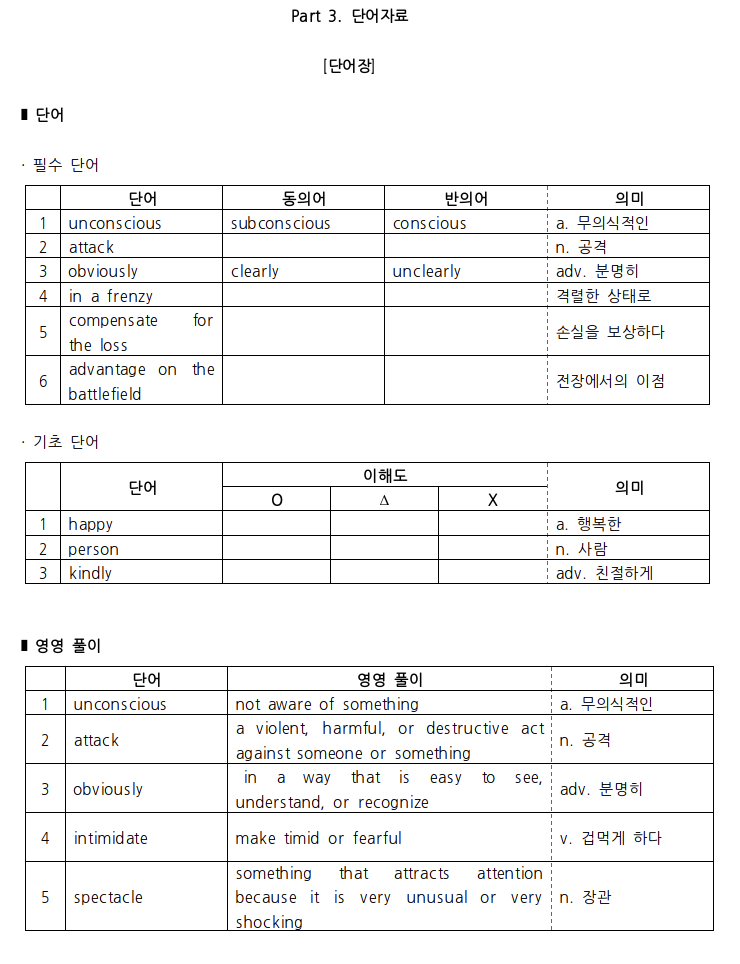 Part 3. 단어자료
[단어장]
▮ 단어
· 필수 단어
단어 동의어 반의어 의미
1 unconscious subconscious conscious a. 무의식적인
2 attack n. 공격
3 obviously clearly unclearly adv. 분명히
4 in a frenzy 격렬한 상태로
5 compensate for the loss 손실을 보상하다
6 advantage on the battlefield 전장에서의 이점
· 기초 단어
단어 이해도 의미
O Δ X
1 happy a. 행복한
2 person n. 사람
3 kindly adv. 친절하게
▮ 영영 풀이
단어 영영 풀이 의미
1 unconscious not aware of something a. 무의식적인
2 attack a violent, harmful, or destructive act against someone or something n. 공격
3 obviously in a way that is easy to see, understand, or recognize adv. 분명히
4 intimidate make timid or fearful v. 겁먹게 하다
5 spectacle something that attracts attention because it is very unusual or very shocking n. 장관